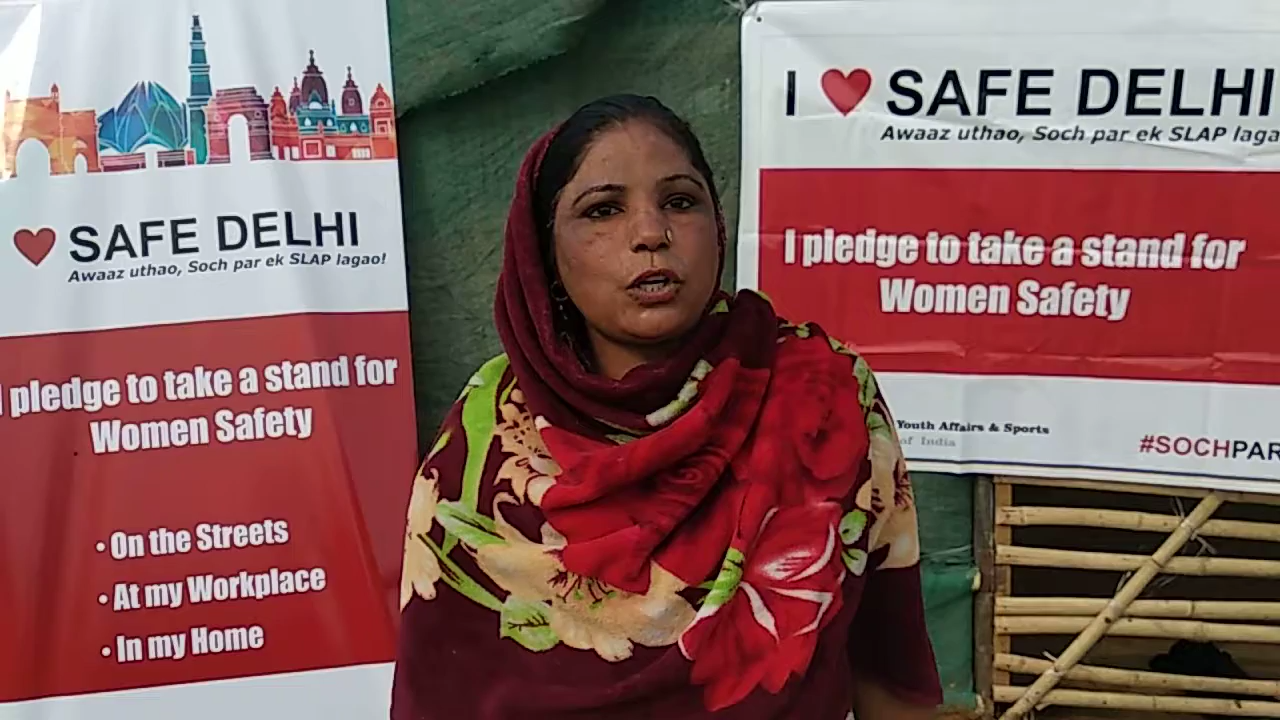 SAFE DELHI
Awaaz uthao, Soch par ek SLAP lagao!
I pledge to take a stand for
Women Safety
• On the Streets
• At my Workplace
• In my Home
I ♥ SAFE DELHI
Awaaz uthao, Soch par ek SLAP laga
I pledge to take a stand for
Women Safety
Youth Affairs & Sports
of India
#SOCHPAR